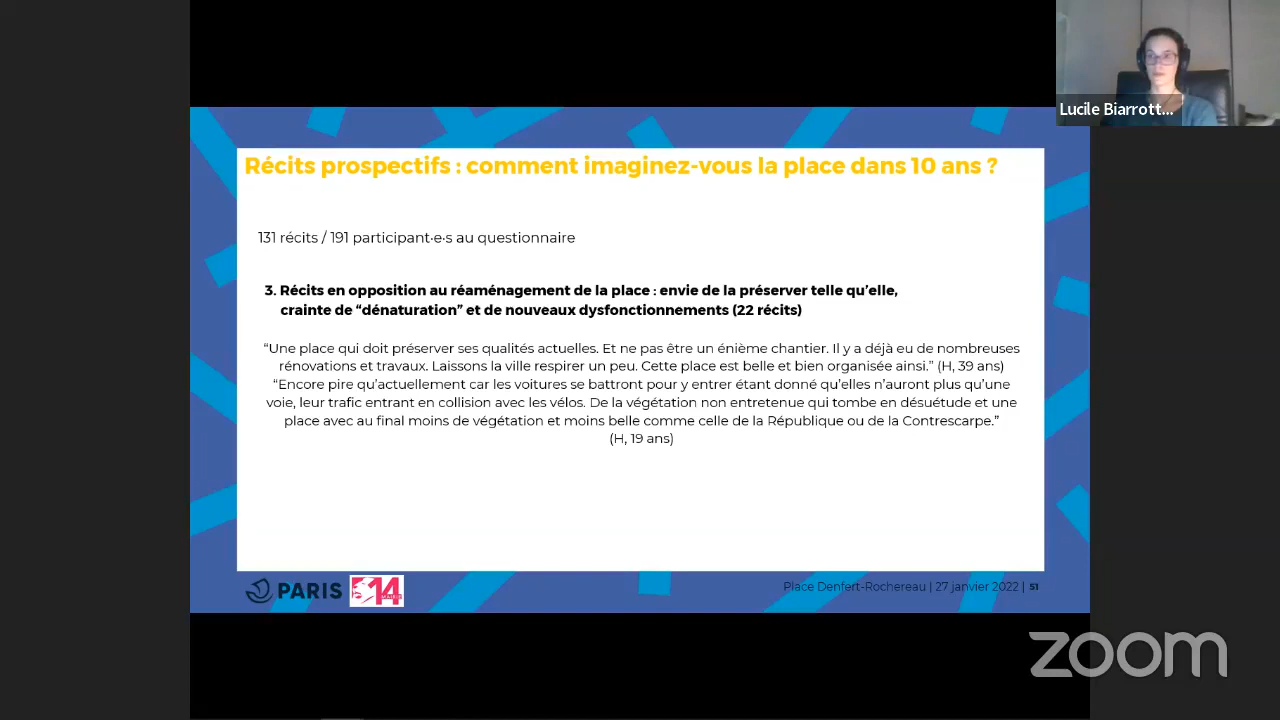 Lucile Biarrott...
Récits prospectifs : comment imaginez-vous la place dans 10 ans ?
131 récits / 191 participant·e·s au questionnaire
3. Récits en opposition au réaménagement de la place : envie de la préserver telle qu’elle,
crainte de “dénaturation” et de nouveaux dysfonctionnements (22 récits)
“Une place qui doit préserver ses qualités actuelles. Et ne pas être un énième chantier. Il y a déjà eu de nombreuses
rénovations et travaux. Laissons la ville respirer un peu. Cette place est belle et bien organisée ainsi.” (H, 39 ans)
“Encore pire qu’actuellement car les voitures se battront pour y entrer étant donné qu’elles n’auront plus qu’une
voie, leur trafic entrant en collision avec les vélos. De la végétation non entretenue qui tombe en désuétude et une
place avec au final moins de végétation et moins belle comme celle de la République ou de la Contrescarpe.”
(H, 19 ans)
PARIS
14
MAIRIE
Place Denfert-Rochereau | 27 janvier 2022 | 51
zoom